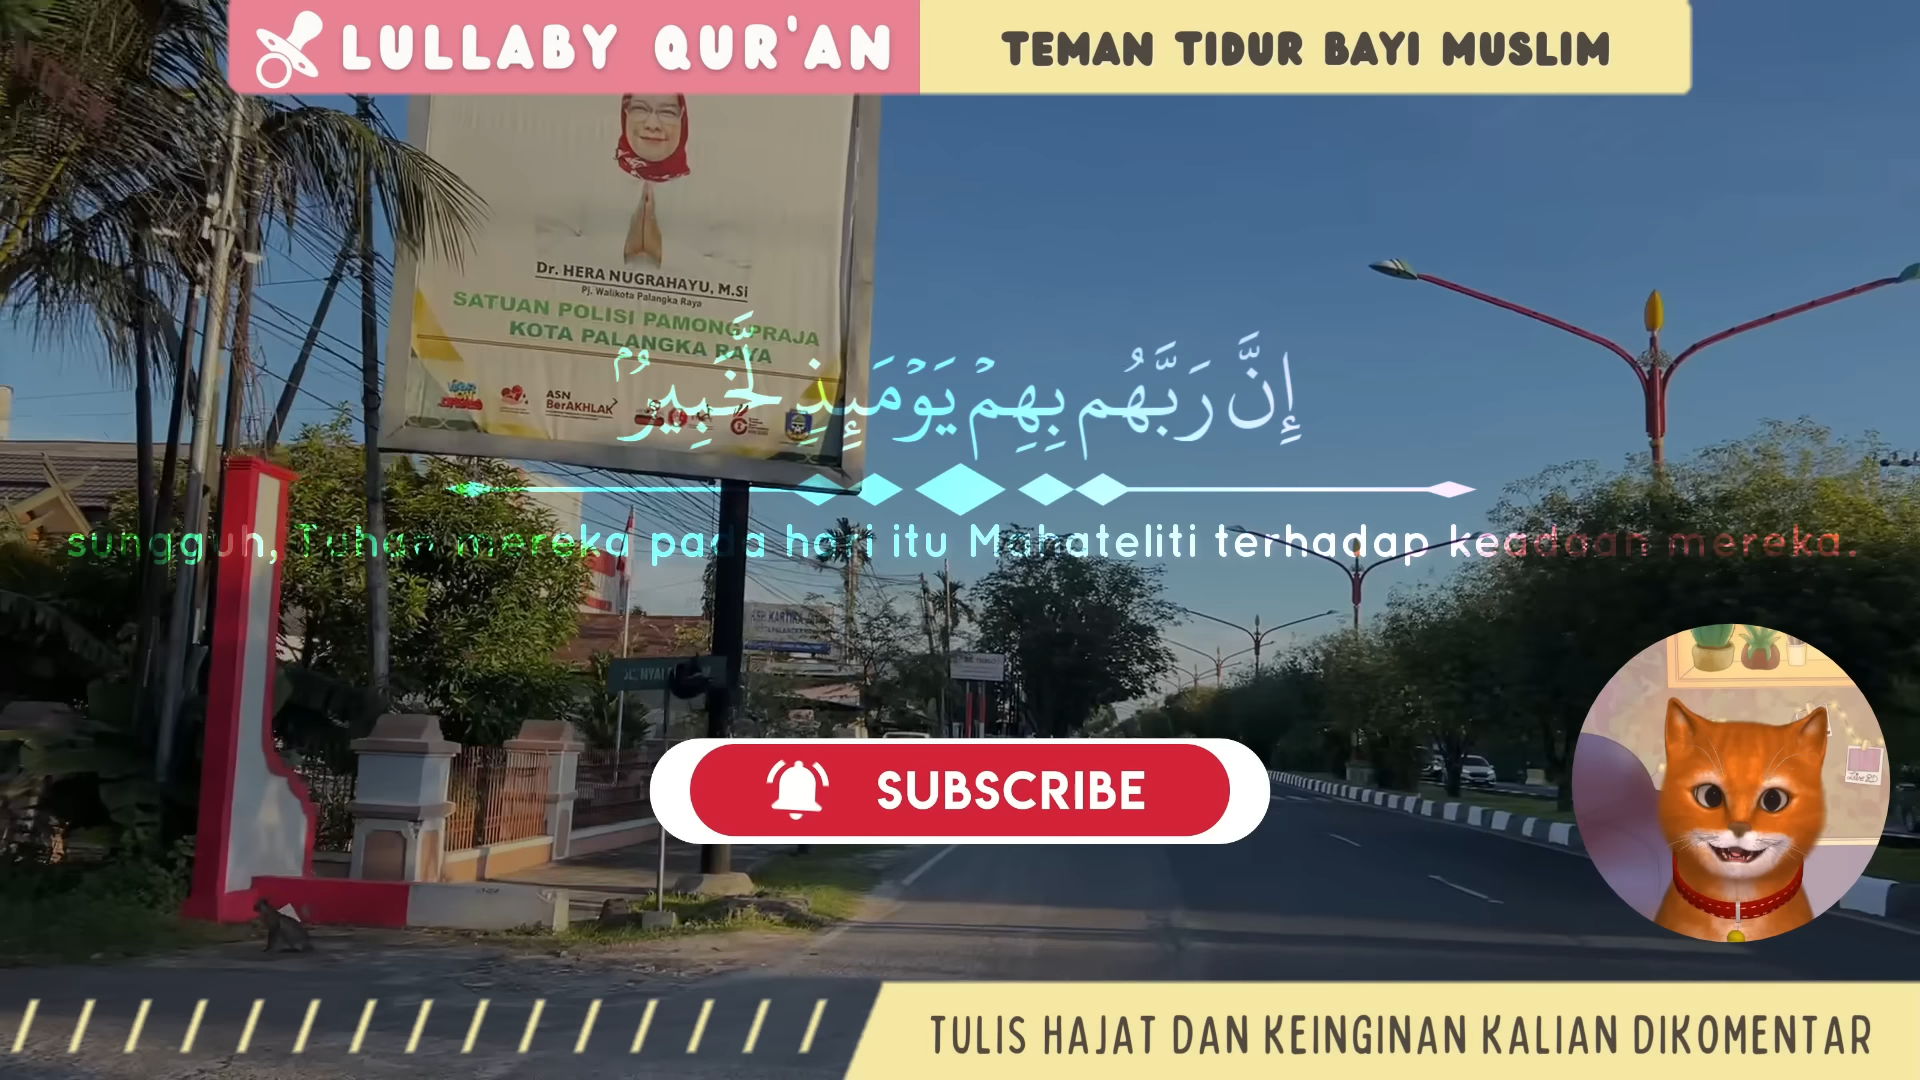 LULLABY QUR'AN
TEMAN TIDUR BAYI MUSLIM
Dr. HERA NUGRAHAYU, M.Si
Pj. Walikota Palangka Raya
SATUAN POLISI PAMONG PRAJA
KOTA PALANGKA RAYA
ASN
BerAKHLAK
إِنَّ رَبَّهُم بِهِمْ يَوْمَئِذٍ لَّخَبِيرٌۢ
sungguh, Tuhan mereka pada hari itu Mahateliti terhadap keadaan mereka.
SUBSCRIBE
TULIS HAJAT DAN KEINGINAN KALIAN DIKOMENTAR